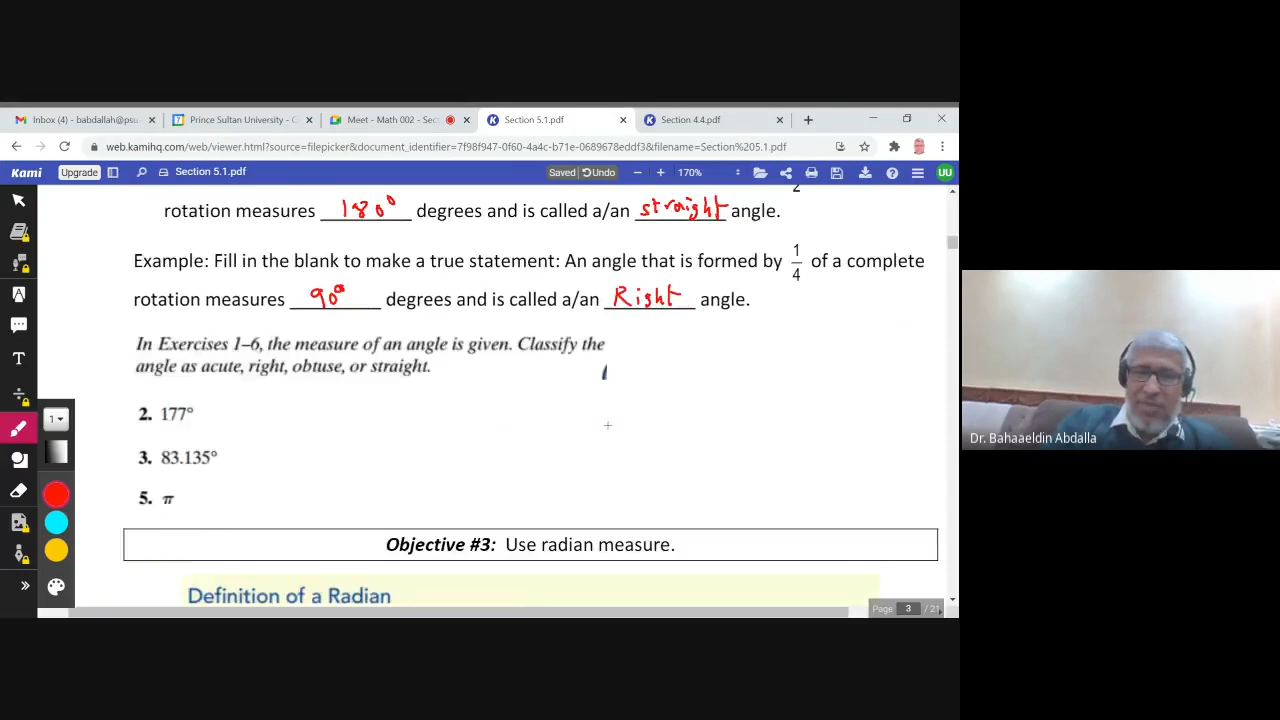 Inbox (4) - babdallah@psu
Prince Sultan University - C
Meet - Math 002 - Sec
Section 5.1.pdf
Section 4.4.pdf
web.kamihq.com/web/viewer.html?source=filepicker&document_identifier=7f98f947-0f60-4a4c-b71e-0689678eddf3&filename=Section%205.1.pdf
Kami Upgrade Section 5.1.pdf Saved Undo 170% UU
2
rotation measures 180° degrees and is called a/an straight angle.
Example: Fill in the blank to make a true statement: An angle that is formed by 1/4 of a complete
rotation measures 90° degrees and is called a/an Right angle.
In Exercises 1–6, the measure of an angle is given. Classify the
angle as acute, right, obtuse, or straight.
1
2. 177°
3. 83.135°
5. π
Objective #3: Use radian measure.
Definition of a Radian
Page 3 / 21
Dr. Bahaaeldin Abdalla